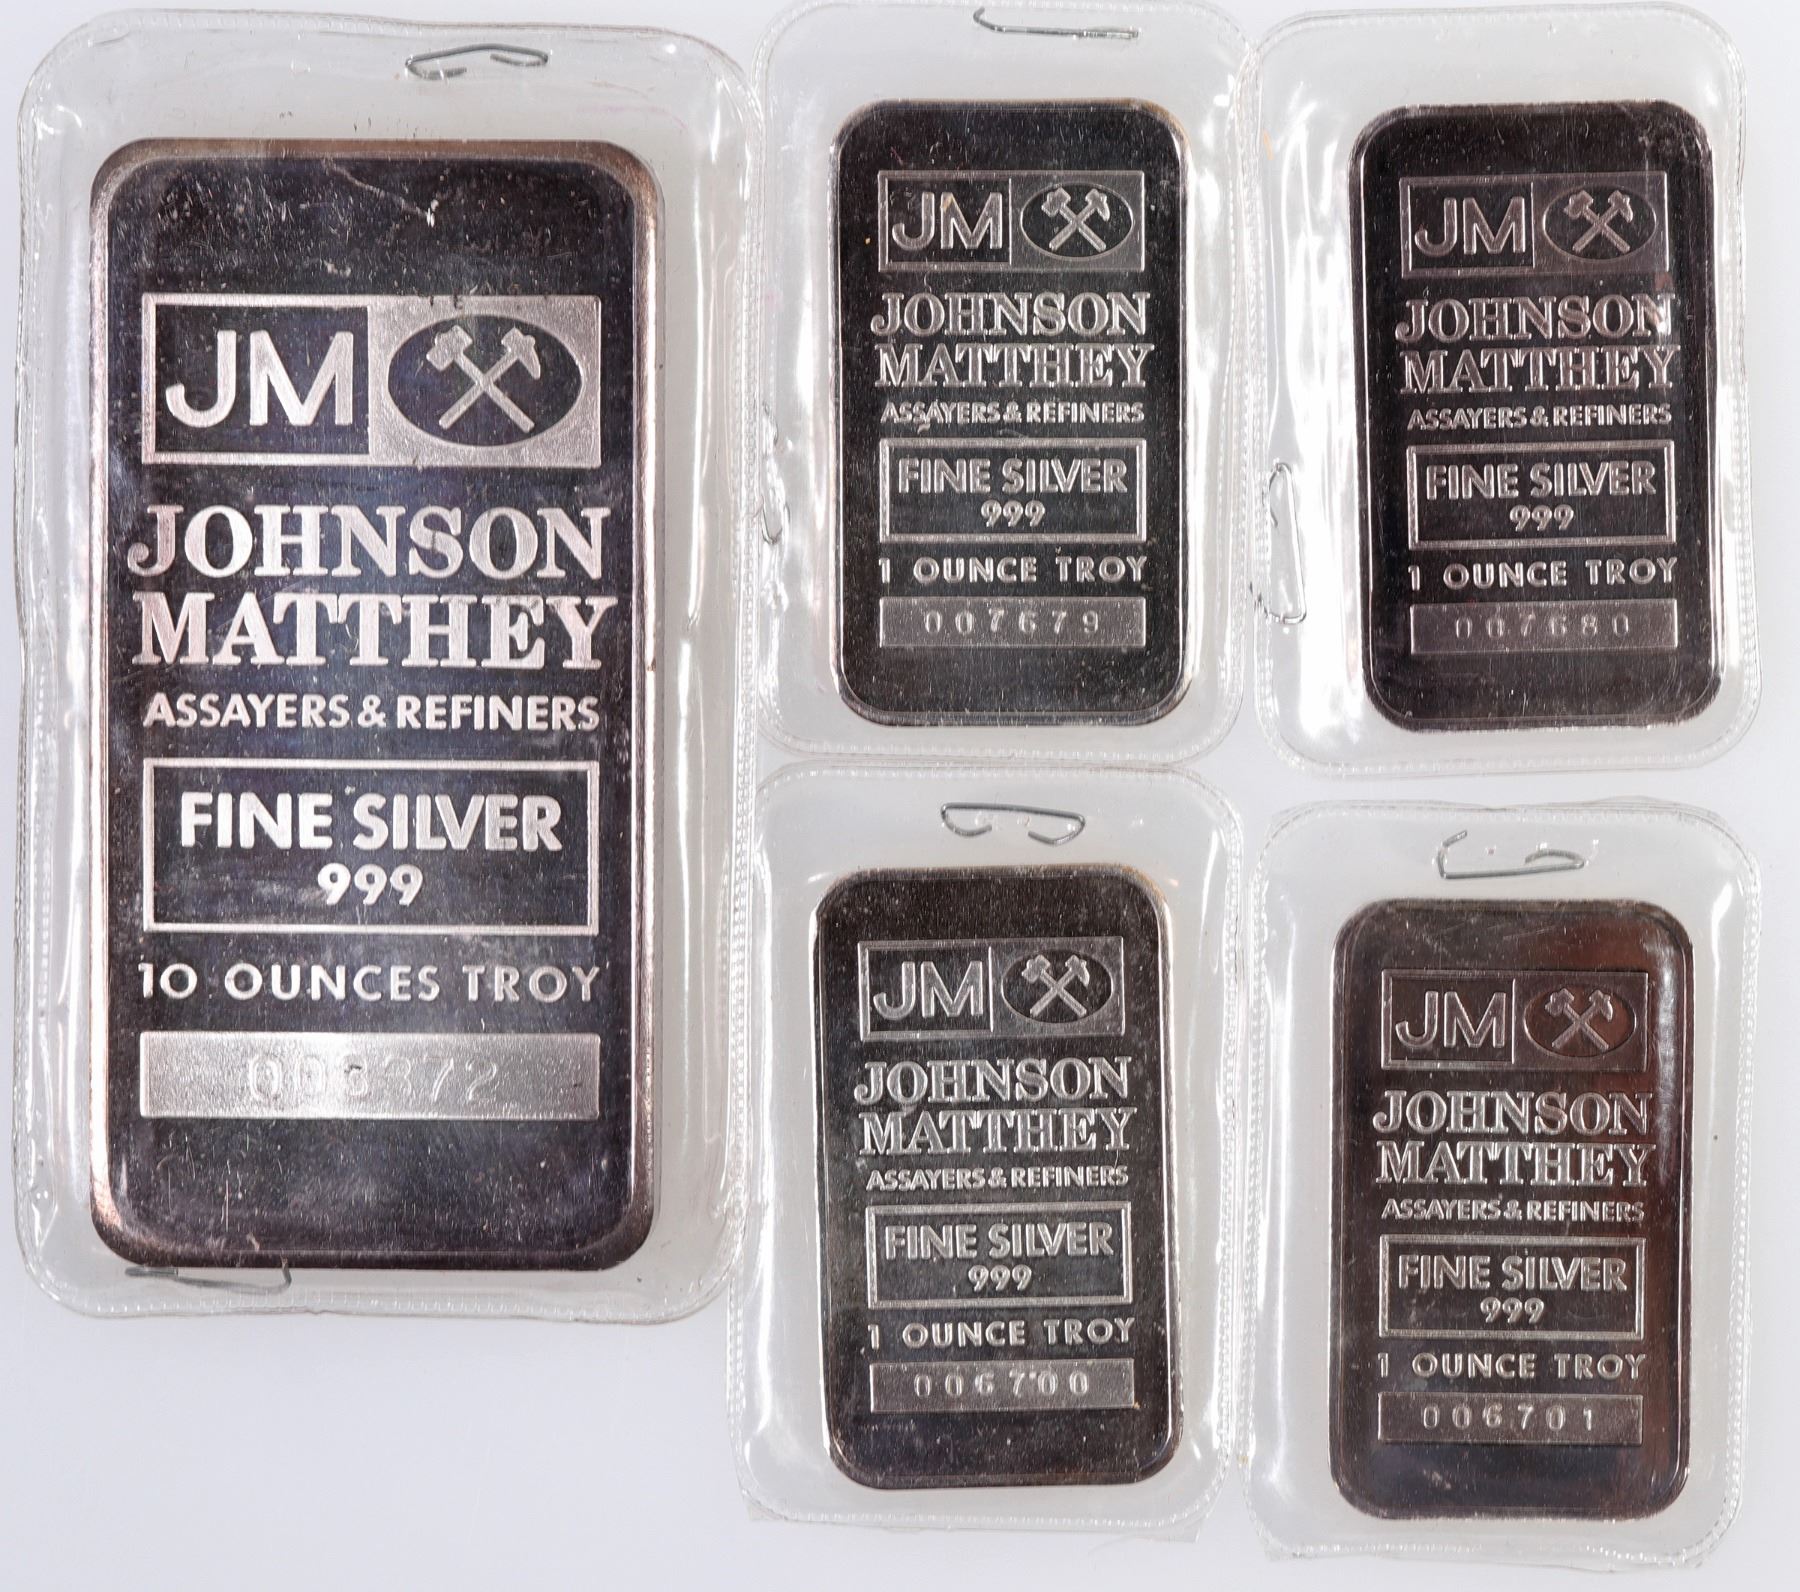 JM
JOHNSON
MATTHEY
ASSAYERS & REFINERS
FINE SILVER
999
10 OUNCES TROY
006372
JM
JOHNSON
MATTHEY
ASSAYERS & REFINERS
FINE SILVER
999
1 OUNCE TROY
007679
JM
JOHNSON
MATTHEY
ASSAYERS & REFINERS
FINE SILVER
999
1 OUNCE TROY
007680
JM
JOHNSON
MATTHEY
ASSAYERS & REFINERS
FINE SILVER
999
1 OUNCE TROY
006700
JM
JOHNSON
MATTHEY
ASSAYERS & REFINERS
FINE SILVER
999
1 OUNCE TROY
006701